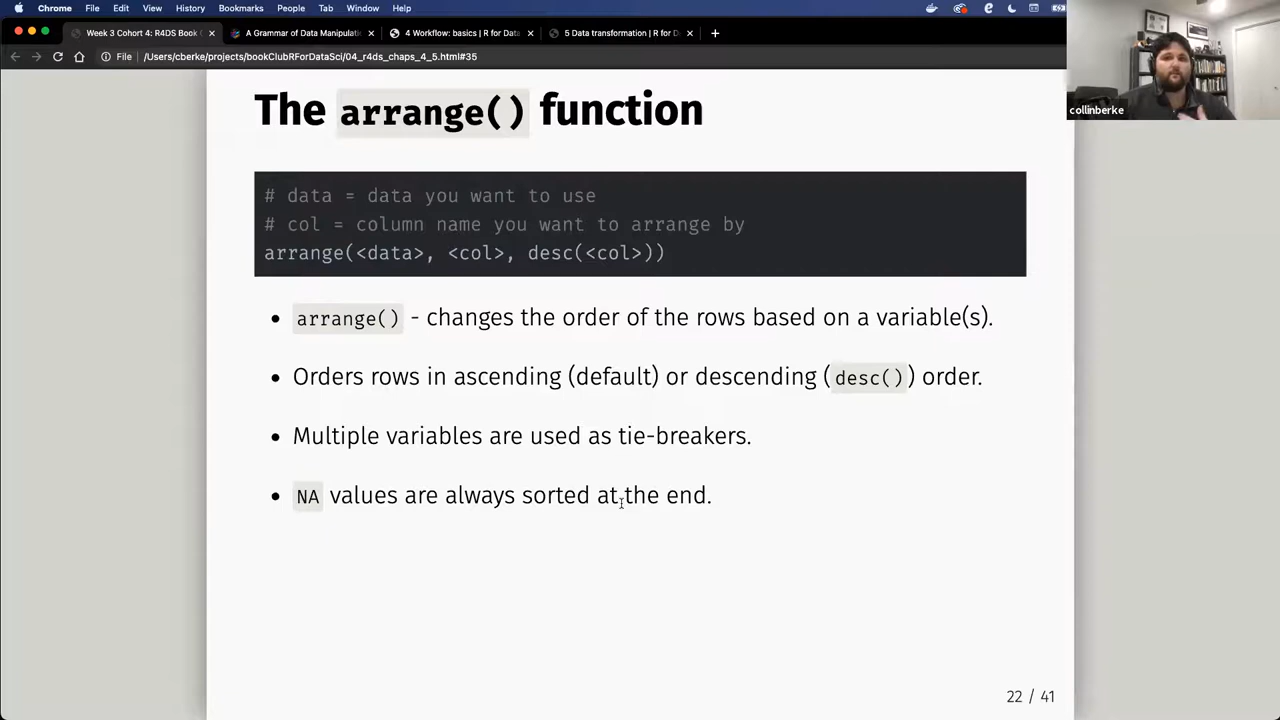 Chrome File Edit View History Bookmarks People Tab Window Help
Week 3 Cohort 4: R4DS Book C
A Grammar of Data Manipulati
4 Workflow: basics | R for Data
5 Data transformation | R for D
File /Users/cberke/projects/bookClubRForDataSci/04_r4ds_chaps_4_5.html#35
collinberke
The arrange() function
# data = data you want to use
# col = column name you want to arrange by
arrange(<data>, <col>, desc(<col>))
• arrange() - changes the order of the rows based on a variable(s).
• Orders rows in ascending (default) or descending (desc()) order.
• Multiple variables are used as tie-breakers.
• NA values are always sorted at the end.
22 / 41